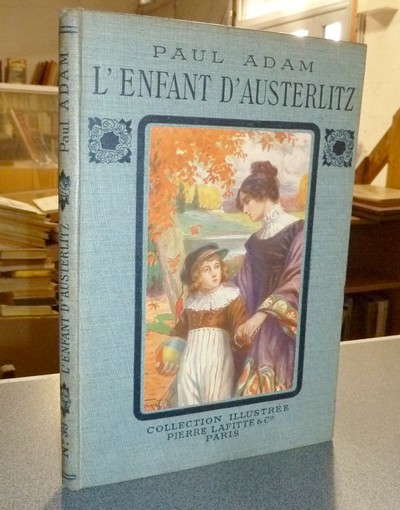 PAUL ADAM
L'ENFANT D'AUSTERLITZ
COLLECTION ILLUSTRÉE
PIERRE LAFITTE & Cie
PARIS
Paul ADAM
L'ENFANT D'AUSTERLITZ